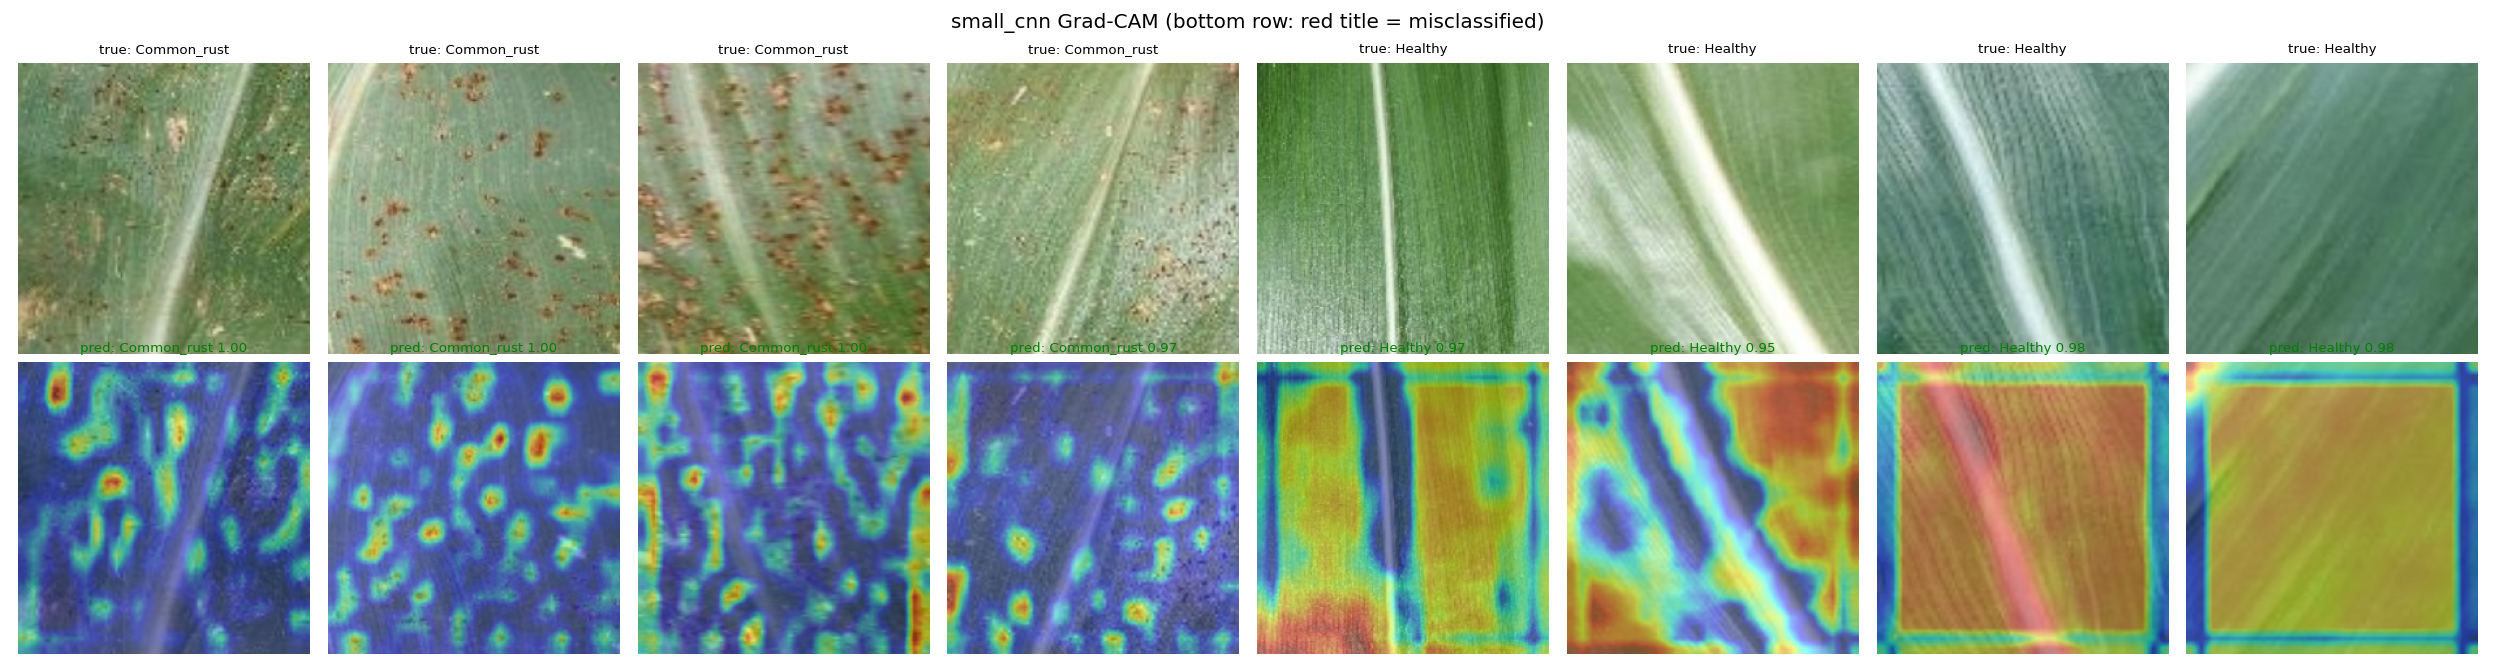 small_cnn Grad-CAM (bottom row: red title = misclassified)
true: Common_rust
true: Common_rust
true: Common_rust
true: Common_rust
true: Healthy
true: Healthy
true: Healthy
true: Healthy
pred: Common_rust 1.00
pred: Common_rust 1.00
pred: Common_rust 1.00
pred: Common_rust 0.97
pred: Healthy 0.97
pred: Healthy 0.95
pred: Healthy 0.98
pred: Healthy 0.98